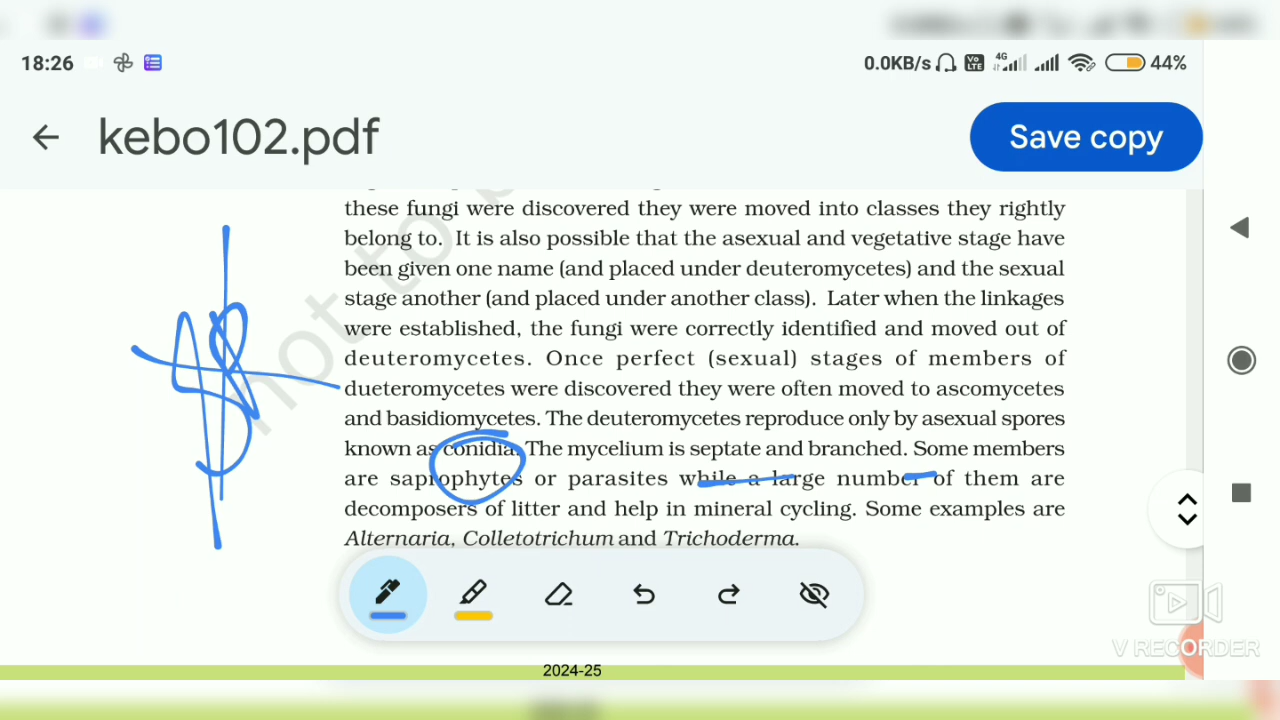 18:26
0.0KB/s Vo LTE 4G 44%
kebo102.pdf
Save copy
not to b
these fungi were discovered they were moved into classes they rightly
belong to. It is also possible that the asexual and vegetative stage have
been given one name (and placed under deuteromycetes) and the sexual
stage another (and placed under another class). Later when the linkages
were established, the fungi were correctly identified and moved out of
deuteromycetes. Once perfect (sexual) stages of members of
dueteromycetes were discovered they were often moved to ascomycetes
and basidiomycetes. The deuteromycetes reproduce only by asexual spores
known as conidia. The mycelium is septate and branched. Some members
are saprophytes or parasites while a large number of them are
decomposers of litter and help in mineral cycling. Some examples are
Alternaria, Colletotrichum and Trichoderma.
V RECORDER
2024-25